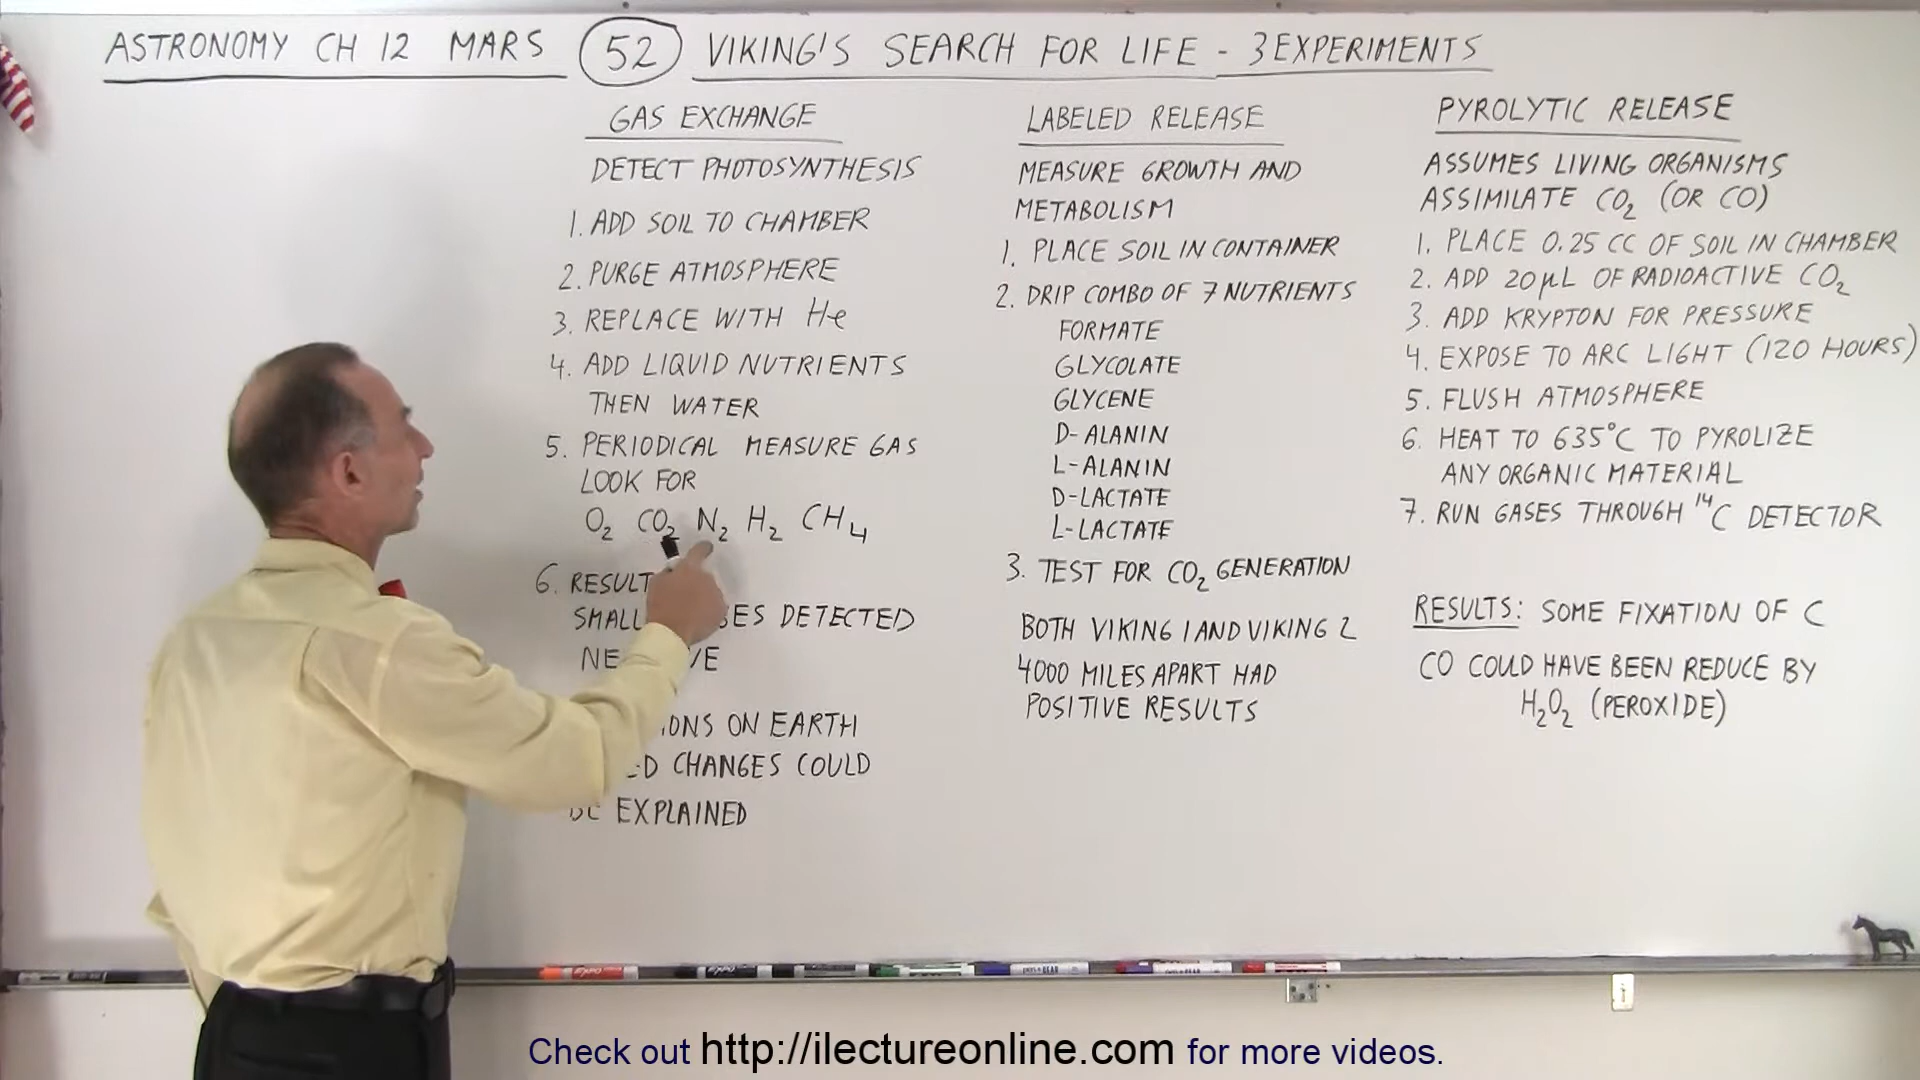 ASTRONOMY CH 12 MARS 52 VIKING'S SEARCH FOR LIFE - 3 EXPERIMENTS
GAS EXCHANGE
DETECT PHOTOSYNTHESIS
1. ADD SOIL TO CHAMBER
2. PURGE ATMOSPHERE
3. REPLACE WITH He
4. ADD LIQUID NUTRIENTS
THEN WATER
5. PERIODICAL MEASURE GAS
LOOK FOR
O₂ CO₂ N₂ H₂ CH₄
6. RESULT
SMALL DETECTED
ON EARTH
CHANGES COULD
BE EXPLAINED
LABELED RELEASE
MEASURE GROWTH AND
METABOLISM
1. PLACE SOIL IN CONTAINER
2. DRIP COMBO OF 7 NUTRIENTS
FORMATE
GLYCOLATE
GLYCENE
D-ALANIN
L-ALANIN
D-LACTATE
L-LACTATE
3. TEST FOR CO₂ GENERATION
BOTH VIKING 1 AND VIKING 2
4000 MILES APART HAD
POSITIVE RESULTS
PYROLYTIC RELEASE
ASSUMES LIVING ORGANISMS
ASSIMILATE CO₂ (OR CO)
1. PLACE 0.25 CC OF SOIL IN CHAMBER
2. ADD 20 μL OF RADIOACTIVE CO₂
3. ADD KRYPTON FOR PRESSURE
4. EXPOSE TO ARC LIGHT (120 HOURS)
5. FLUSH ATMOSPHERE
6. HEAT TO 635°C TO PYROLIZE
ANY ORGANIC MATERIAL
7. RUN GASES THROUGH ¹⁴C DETECTOR
RESULTS: SOME FIXATION OF C
CO COULD HAVE BEEN REDUCE BY
H₂O₂ (PEROXIDE)
Check out http://ilectureonline.com for more videos.